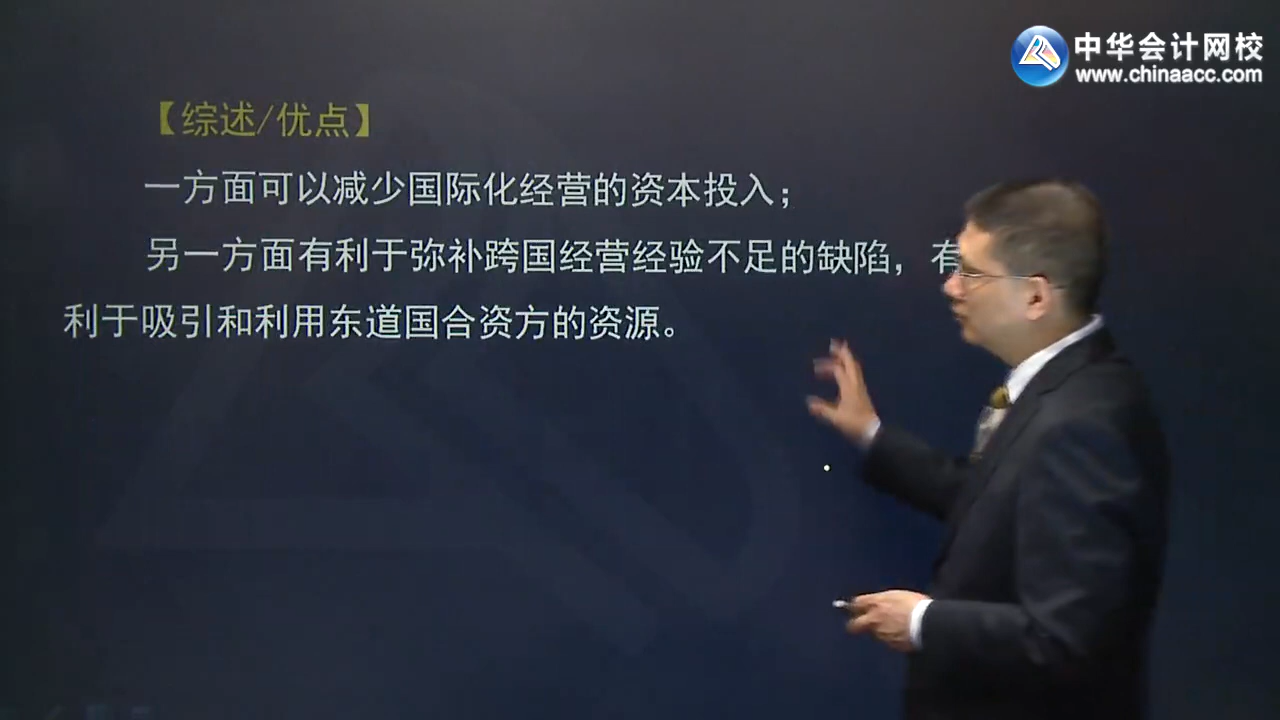 中华会计网校
www.chinaacc.com
【综述/优点】
一方面可以减少国际化经营的资本投入；
另一方面有利于弥补跨国经营经验不足的缺陷，有
利于吸引和利用东道国合资方的资源。